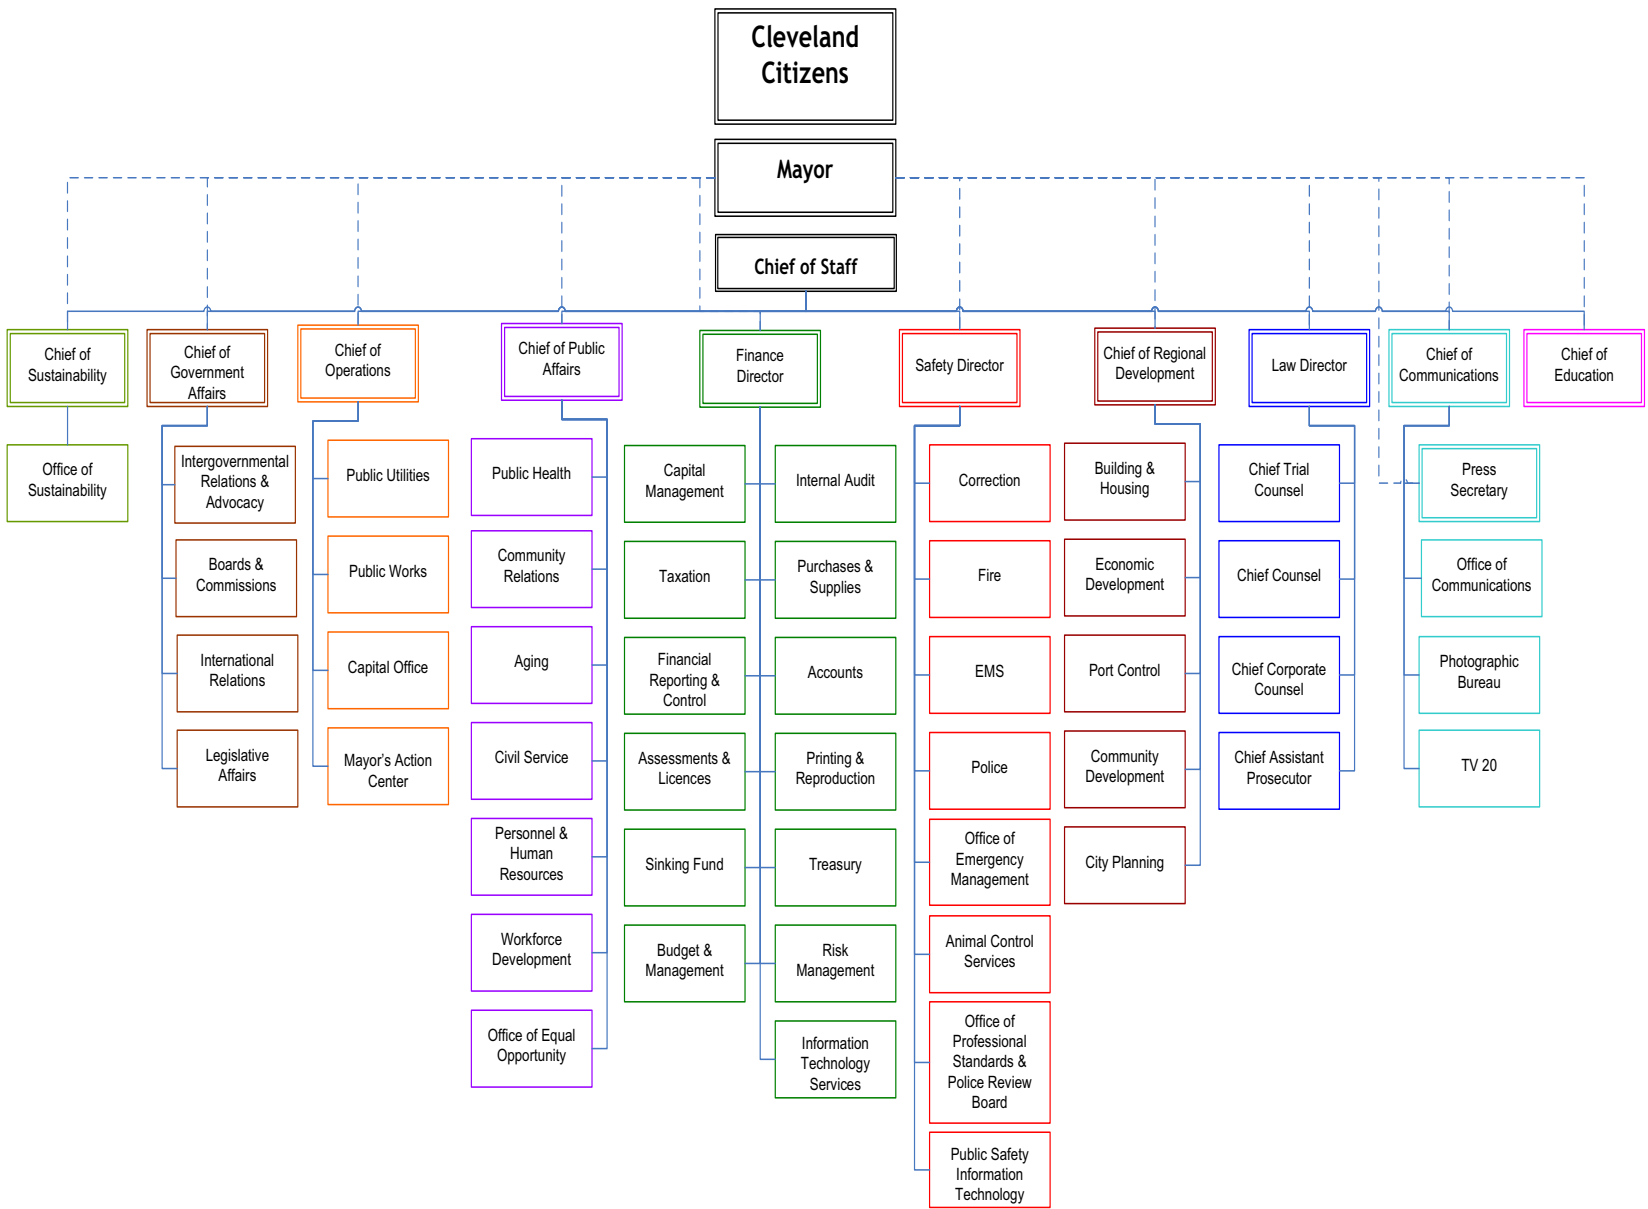 Cleveland
Citizens
Mayor
Chief of Staff
Chief of
Sustainability
Chief of
Government
Affairs
Chief of
Operations
Chief of Public
Affairs
Finance
Director
Safety Director
Chief of Regional
Development
Law Director
Chief of
Communications
Chief of
Education
Office of
Sustainability
Intergovernmental
Relations &
Advocacy
Boards &
Commissions
International
Relations
Legislative
Affairs
Public Utilities
Public Works
Capital Office
Mayor’s Action
Center
Public Health
Community
Relations
Aging
Civil Service
Personnel &
Human
Resources
Workforce
Development
Office of Equal
Opportunity
Capital
Management
Taxation
Financial
Reporting &
Control
Assessments &
Licences
Sinking Fund
Budget &
Management
Internal Audit
Purchases &
Supplies
Accounts
Printing &
Reproduction
Treasury
Risk
Management
Information
Technology
Services
Correction
Fire
EMS
Police
Office of
Emergency
Management
Animal Control
Services
Office of
Professional
Standards &
Police Review
Board
Public Safety
Information
Technology
Building &
Housing
Economic
Development
Port Control
Community
Development
City Planning
Chief Trial
Counsel
Chief Counsel
Chief Corporate
Counsel
Chief Assistant
Prosecutor
Press
Secretary
Office of
Communications
Photographic
Bureau
TV 20